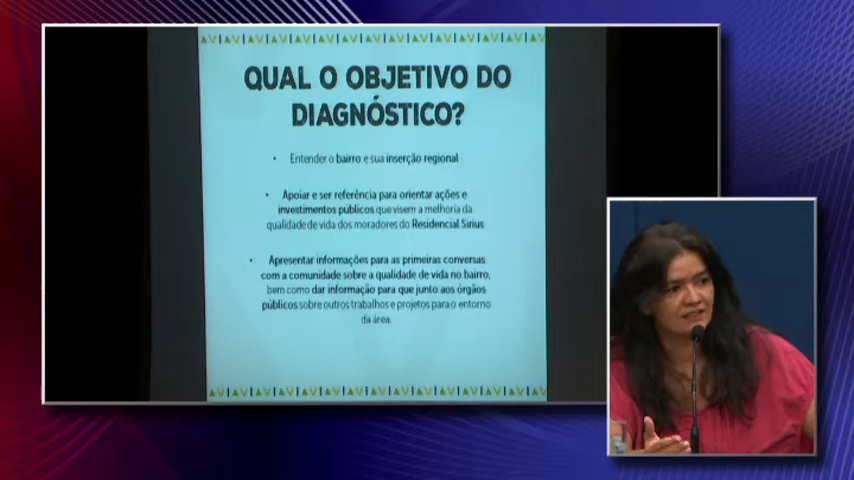 QUAL O OBJETIVO DO
DIAGNÓSTICO?
• Entender o bairro e sua inserção regional
• Apoiar e ser referência para orientar ações e
investimentos públicos que visem a melhoria da
qualidade de vida dos moradores do Residencial Sirius
• Apresentar informações para as primeiras conversas
com a comunidade sobre a qualidade de vida no bairro,
bem como dar informação para que junto aos órgãos
públicos sobre outros trabalhos e projetos para o entorno
da área.